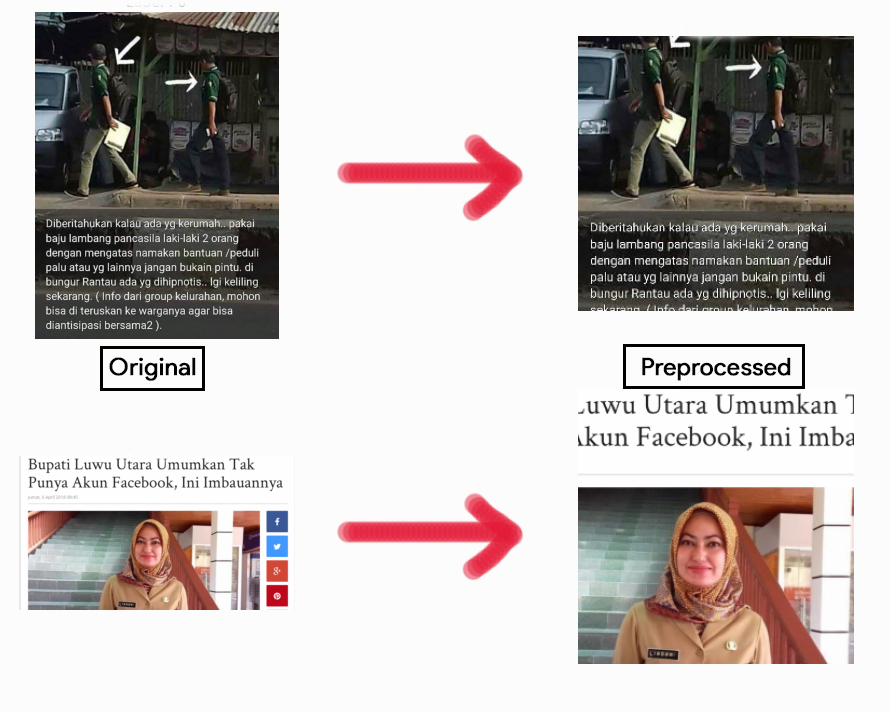 Diberitahukan kalau ada yg kerumah.. pakai
baju lambang pancasila laki-laki 2 orang
dengan mengatas namakan bantuan /peduli
palu atau yg lainnya jangan bukain pintu. di
bungur Rantau ada yg dihipnotis.. lgi keliling
sekarang. ( Info dari group kelurahan, mohon
bisa di teruskan ke warganya agar bisa
diantisipasi bersama2 ).
Original
Diberitahukan kalau ada yg kerumah.. pakai
baju lambang pancasila laki-laki 2 orang
dengan mengatas namakan bantuan /peduli
palu atau yg lainnya jangan bukain pintu. di
bungur Rantau ada yg dihipnotis.. lgi keliling
sekarang. ( Info dari group kelurahan, mohon
Preprocessed
Bupati Luwu Utara Umumkan Tak
Punya Akun Facebook, Ini Imbauannya
Luwu Utara Umumkan T
Akun Facebook, Ini Imba